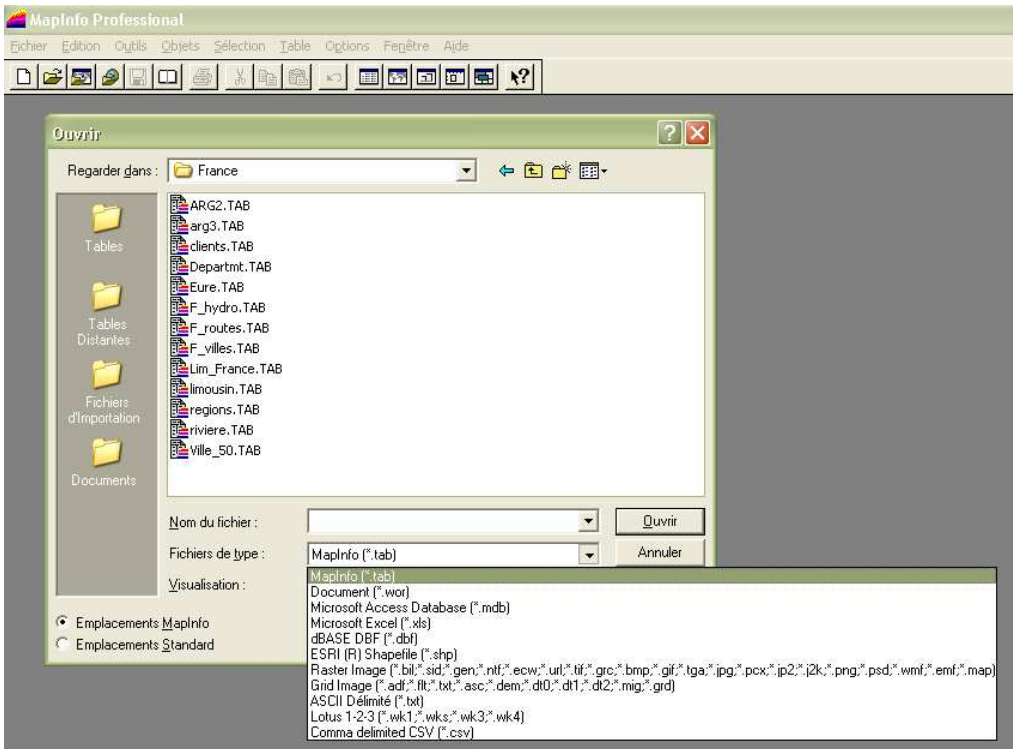 MapInfo Professional
Fichier Edition Outils Objets Sélection Table Options Fenêtre Aide
Ouvrir
Regarder dans : France
ARG2.TAB
arg3.TAB
clients.TAB
Departmt.TAB
Eure.TAB
F_hydro.TAB
F_routes.TAB
F_villes.TAB
Lim_France.TAB
limousin.TAB
regions.TAB
riviere.TAB
Ville_50.TAB
Tables
Tables
Distantes
Fichiers
d'Importation
Documents
Nom du fichier : Ouvrir
Fichiers de type : MapInfo (*.tab) Annuler
Visualisation :
MapInfo (*.tab)
Document (*.wor)
Microsoft Access Database (*.mdb)
Microsoft Excel (*.xls)
dBASE DBF (*.dbf)
ESRI (R) Shapefile (*.shp)
Raster Image (*.bil;*.sid;*.gen;*.ntf;*.ecw;*.url;*.tif;*.grc;*.bmp;*.gif;*.tga;*.jpg;*.pcx;*.jp2;*.j2k;*.png;*.psd;*.wmf;*.emf;*.map)
Grid Image (*.adf;*.flt;*.txt;*.asc;*.dem;*.dt0;*.dt1;*.dt2;*.mig;*.grd)
ASCII Délimité (*.txt)
Lotus 1-2-3 (*.wk1;*.wks;*.wk3;*.wk4)
Comma delimited CSV (*.csv)
Emplacements MapInfo
Emplacements Standard